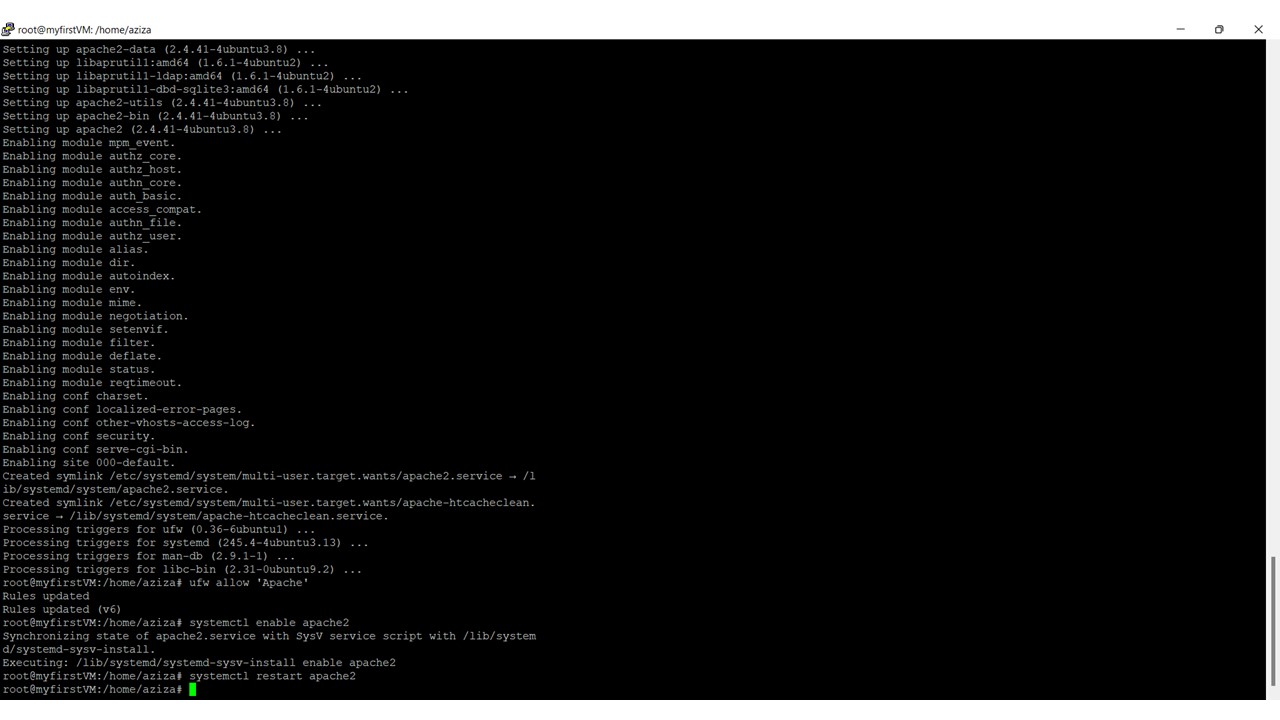 root@myfirstVM: /home/aziza
Setting up apache2-data (2.4.41-4ubuntu3.8) ...
Setting up libaprutil1:amd64 (1.6.1-4ubuntu2) ...
Setting up libaprutil1-ldap:amd64 (1.6.1-4ubuntu2) ...
Setting up libaprutil1-dbd-sqlite3:amd64 (1.6.1-4ubuntu2) ...
Setting up apache2-utils (2.4.41-4ubuntu3.8) ...
Setting up apache2-bin (2.4.41-4ubuntu3.8) ...
Setting up apache2 (2.4.41-4ubuntu3.8) ...
Enabling module mpm_event.
Enabling module authz_core.
Enabling module authz_host.
Enabling module authn_core.
Enabling module auth_basic.
Enabling module access_compat.
Enabling module authn_file.
Enabling module authz_user.
Enabling module alias.
Enabling module dir.
Enabling module autoindex.
Enabling module env.
Enabling module mime.
Enabling module negotiation.
Enabling module setenvif.
Enabling module filter.
Enabling module deflate.
Enabling module status.
Enabling module reqtimeout.
Enabling conf charset.
Enabling conf localized-error-pages.
Enabling conf other-vhosts-access-log.
Enabling conf security.
Enabling conf serve-cgi-bin.
Enabling site 000-default.
Created symlink /etc/systemd/system/multi-user.target.wants/apache2.service → /l
ib/systemd/system/apache2.service.
Created symlink /etc/systemd/system/multi-user.target.wants/apache-htcacheclean.
service → /lib/systemd/system/apache-htcacheclean.service.
Processing triggers for ufw (0.36-6ubuntu1) ...
Processing triggers for systemd (245.4-4ubuntu3.13) ...
Processing triggers for man-db (2.9.1-1) ...
Processing triggers for libc-bin (2.31-0ubuntu9.2) ...
root@myfirstVM:/home/aziza# ufw allow 'Apache'
Rules updated
Rules updated (v6)
root@myfirstVM:/home/aziza# systemctl enable apache2
Synchronizing state of apache2.service with SysV service script with /lib/system
d/systemd-sysv-install.
Executing: /lib/systemd/systemd-sysv-install enable apache2
root@myfirstVM:/home/aziza# systemctl restart apache2
root@myfirstVM:/home/aziza#